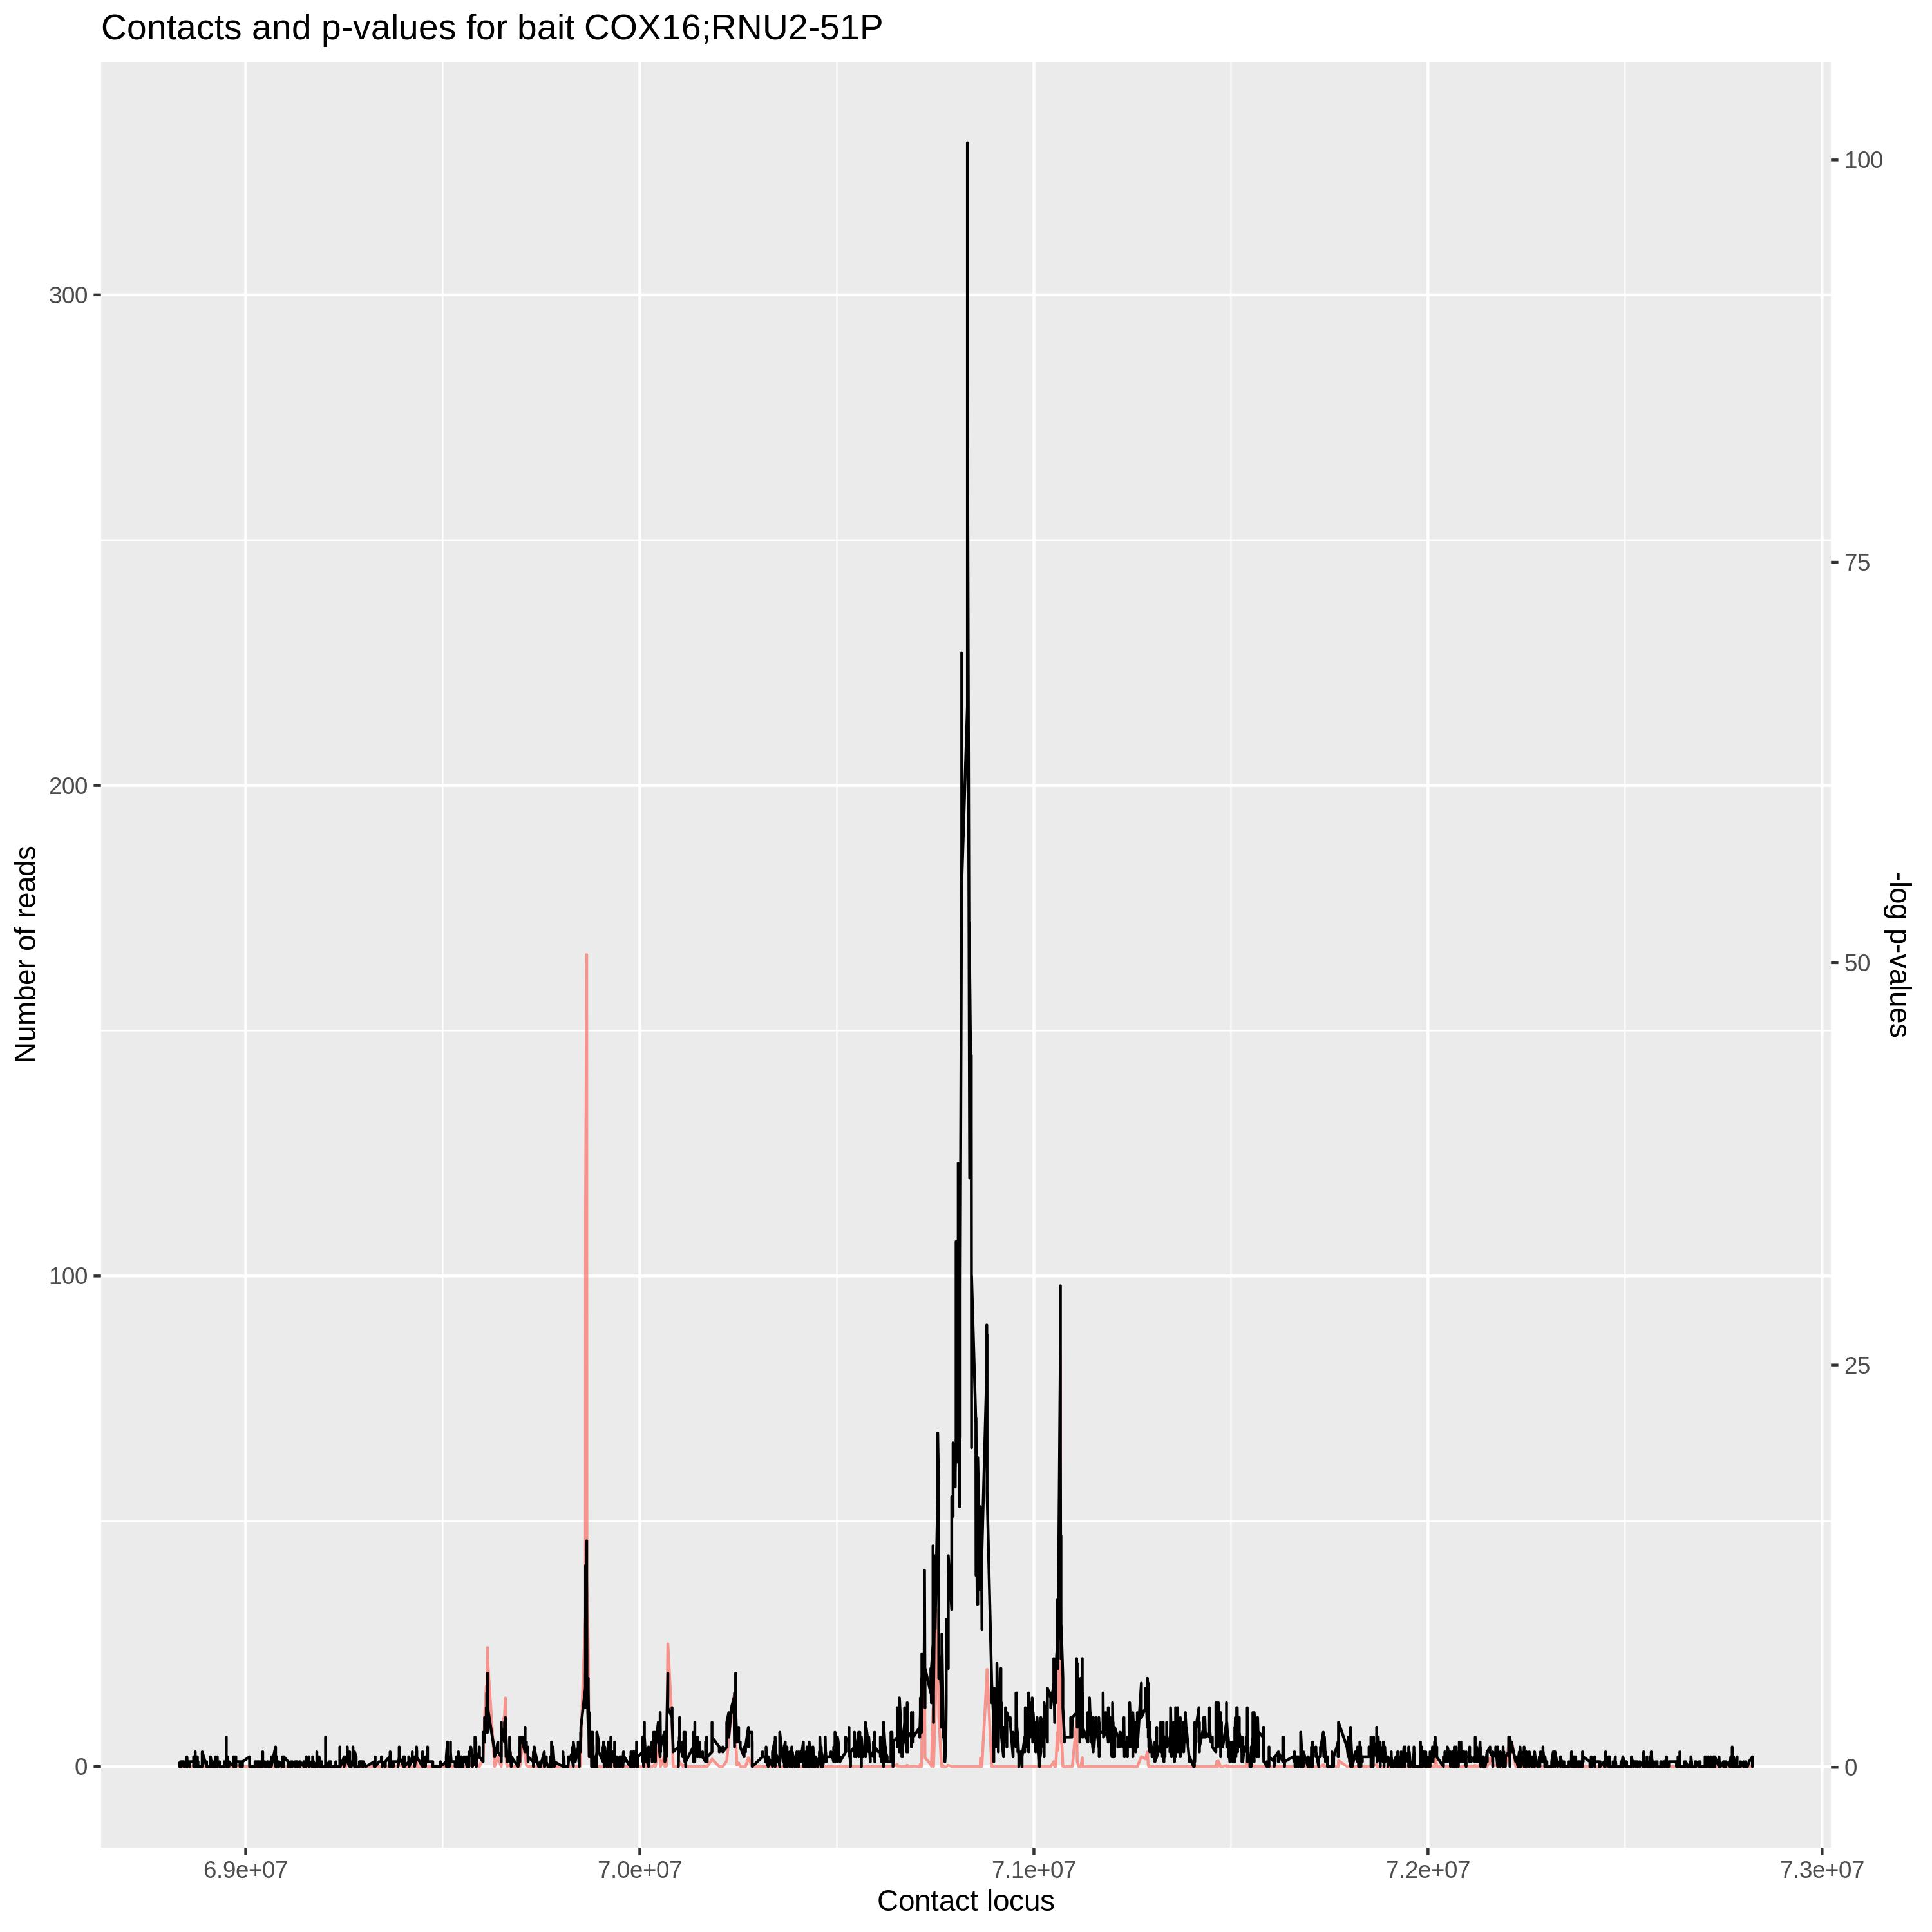 Contacts and p-values for bait COX16;RNU2-51P
Number of reads
300
200
100
0
100
75
50
25
0
-log p-values
6.9e+07 7.0e+07 7.1e+07 7.2e+07 7.3e+07
Contact locus